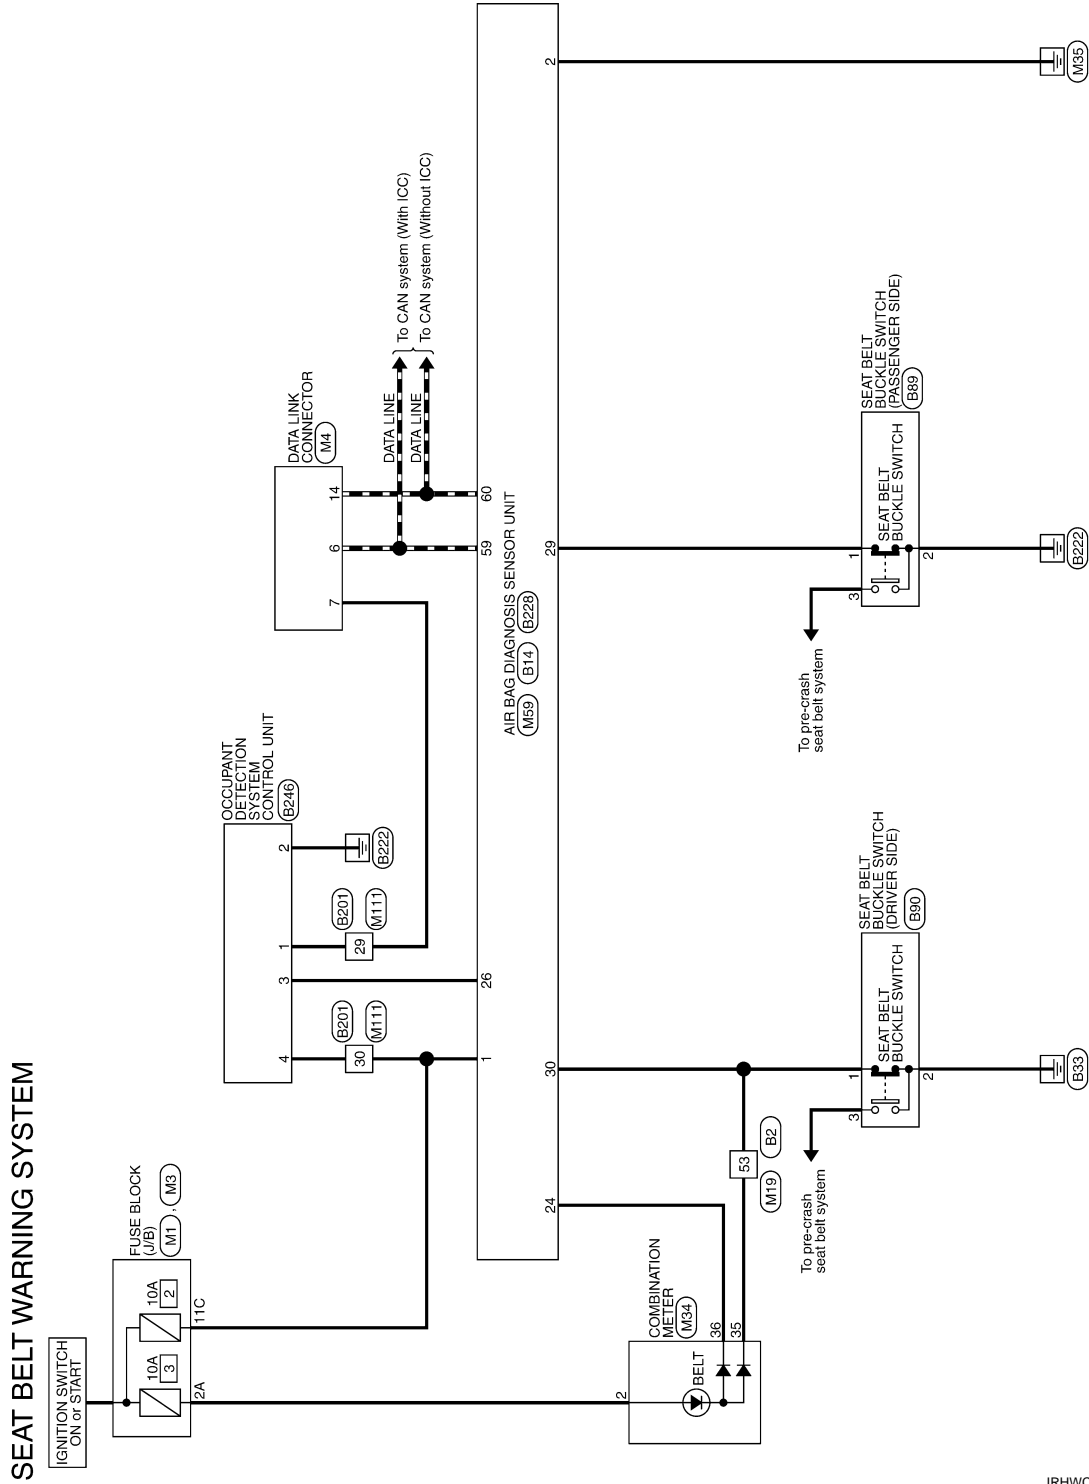 SEAT BELT WARNING SYSTEM
IGNITION SWITCH
ON or START
FUSE BLOCK
(J/B)
M1 , M3
10A
3
10A
2
2A
11C
OCCUPANT
DETECTION
SYSTEM
CONTROL UNIT
B246
4
3
1
2
B201
M111
30
B201
M111
29
B222
DATA LINK
CONNECTOR
M4
7
6
14
DATA LINE
DATA LINE
To CAN system (With ICC)
To CAN system (Without ICC)
1
26
59
60
AIR BAG DIAGNOSIS SENSOR UNIT
M59 B14 B228
24
30
29
2
COMBINATION
METER
M34
2
BELT
36
35
53
M19
B2
To pre-crash
seat belt system
SEAT BELT
BUCKLE SWITCH
(DRIVER SIDE)
B90
3
1
SEAT BELT
BUCKLE SWITCH
2
B33
To pre-crash
seat belt system
SEAT BELT
BUCKLE SWITCH
(PASSENGER SIDE)
B89
3
1
SEAT BELT
BUCKLE SWITCH
2
B222
M35